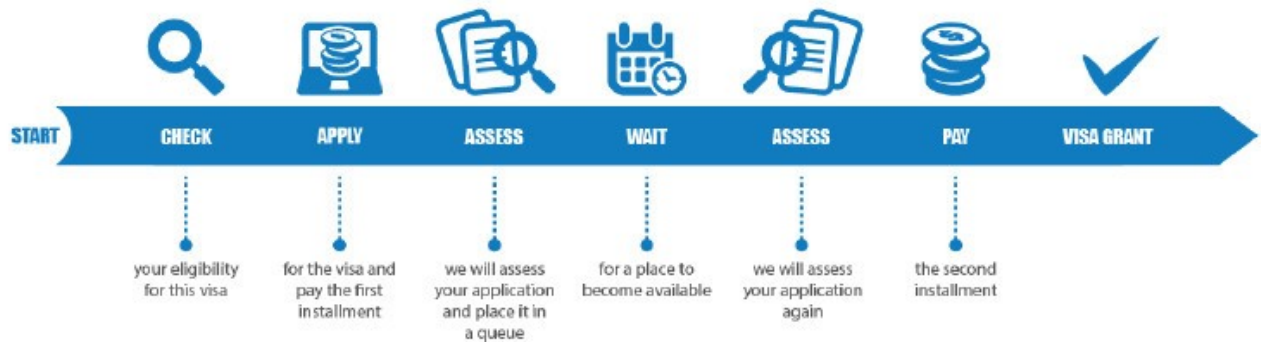 START
CHECK
APPLY
ASSESS
WAIT
ASSESS
PAY
VISA GRANT
your eligibility
for this visa
for the visa and
pay the first
installment
we will assess
your application
and place it in
a queue
for a place to
become available
we will assess
your application
again
the second
installment